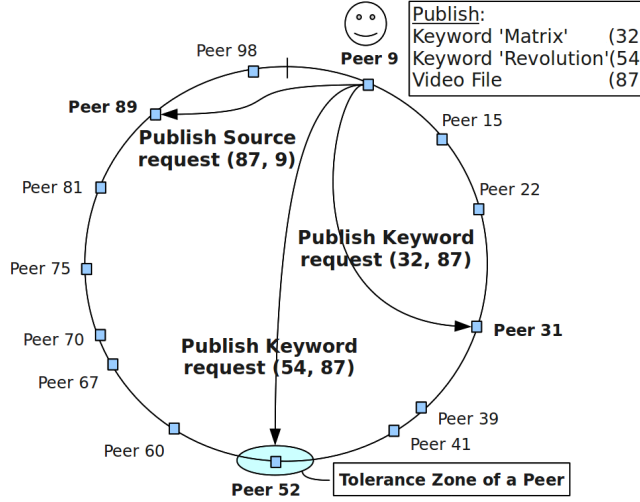 Publish:
Keyword 'Matrix' (32
Keyword 'Revolution'(54
Video File (87
Peer 98
Peer 9
Peer 89
Peer 15
Publish Source
request (87, 9)
Peer 81
Peer 22
Publish Keyword
request (32, 87)
Peer 75
Peer 31
Peer 70
Publish Keyword
request (54, 87)
Peer 67
Peer 39
Peer 41
Peer 60
Tolerance Zone of a Peer
Peer 52